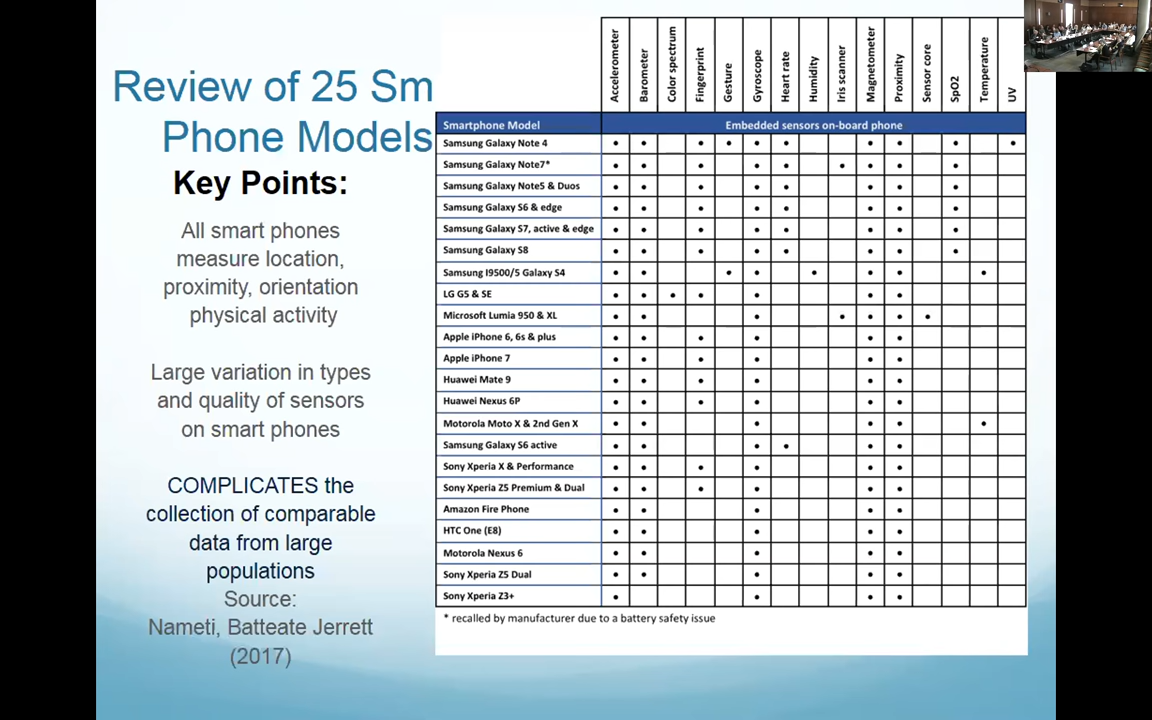 Review of 25 Sm
Phone Models
Key Points:
All smart phones
measure location,
proximity, orientation
physical activity
Large variation in types
and quality of sensors
on smart phones
COMPLICATES the
collection of comparable
data from large
populations
Source:
Nameti, Batteate Jerrett
(2017)
Accelerometer
Barometer
Color spectrum
Fingerprint
Gesture
Gyroscope
Heart rate
Humidity
Iris scanner
Magnetometer
Proximity
Sensor core
SpO2
Temperature
UV
Smartphone Model Embedded sensors on-board phone
Samsung Galaxy Note 4
Samsung Galaxy Note7*
Samsung Galaxy Note5 & Duos
Samsung Galaxy S6 & edge
Samsung Galaxy S7, active & edge
Samsung Galaxy S8
Samsung I9500/5 Galaxy S4
LG G5 & SE
Microsoft Lumia 950 & XL
Apple iPhone 6, 6s & plus
Apple iPhone 7
Huawei Mate 9
Huawei Nexus 6P
Motorola Moto X & 2nd Gen X
Samsung Galaxy S6 active
Sony Xperia X & Performance
Sony Xperia Z5 Premium & Dual
Amazon Fire Phone
HTC One (E8)
Motorola Nexus 6
Sony Xperia Z5 Dual
Sony Xperia Z3+
* recalled by manufacturer due to a battery safety issue